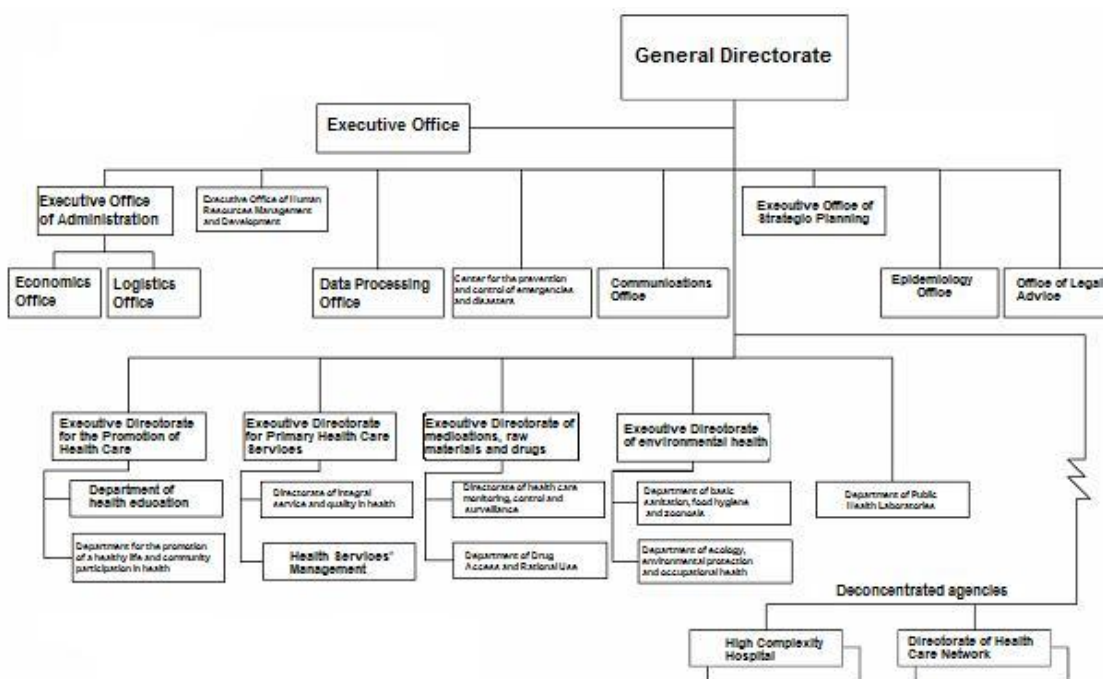 General Directorate
Executive Office
Executive Office
of Administration
Executive Office of Human
Resources Management
and Development
Executive Office of
Strategic Planning
Economics
Office
Logistics
Office
Data Processing
Office
Center for the prevention
and control of emergencies
and disasters
Communications
Office
Epidemiology
Office
Office of Legal
Advice
Executive Directorate
for the Promotion of
Health Care
Executive Directorate
for Primary Health Care
Services
Executive Directorate of
medications, raw
materials and drugs
Executive Directorate
of environmental health
Department of
health education
Directorate of integral
service and quality in health
Directorate of health care
monitoring, control and
surveillance
Department of basic
sanitation, food hygiene
and zoonosis
Department of Public
Health Laboratories
Department for the promotion
of a healthy life and community
participation in health
Health Services'
Management
Department of Drug
Access and Rational Use
Department of ecology,
environmental protection
and occupational health
Deconcentrated agencies
High Complexity
Hospital
Directorate of Health
Care Network